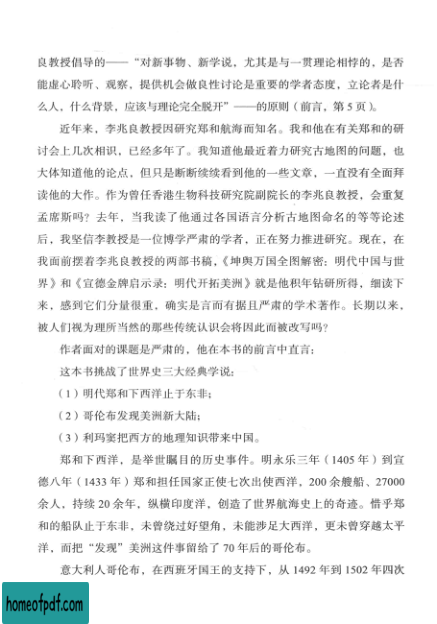 良教授倡导的——“对新事物、新学说，尤其是与一贯理论相悖的，是否
能虚心聆听、观察，提供机会做良性讨论是重要的学者态度，立论者是什
么人，什么背景，应该与理论完全脱开”——的原则（前言，第 5 页）。
近年来，李兆良教授因研究郑和航海而知名。我和他在有关郑和的研
讨会上几次相识，已经多年了。我知道他最近着力研究古地图的问题，也
大体知道他的论点，但只是断断续续看到他的一些文章，一直没有全面拜
读他的大作。作为曾任香港生物科技研究院副院长的李兆良教授，会重复
孟席斯吗？去年，当我读了他通过各国语言分析古地图命名的等等论述
后，我坚信李教授是一位博学严肃的学者，正在努力推进研究。现在，在
我面前摆着李兆良教授的两部书稿，《坤舆万国全图解密：明代中国与世
界》和《宣德金牌启示录：明代开拓美洲》就是他积年钻研所得，细读下
来，感到它们分量很重，确实是言而有据且严肃的学术著作。长期以来，
被人们视为理所当然的那些传统认识会将因此而被改写吗？
作者面对的课题是严肃的，他在本书的前言中直言：
这本书挑战了世界史三大经典学说：
（1）明代郑和下西洋止于东非；
（2）哥伦布发现美洲新大陆；
（3）利玛窦把西方的地理知识带来中国。
郑和下西洋，是举世瞩目的历史事件。明永乐三年（1405 年）到宣
德八年（1433 年）郑和担任国家正使七次出使西洋，200 余艘船、27000
余人，持续 20 余年，纵横印度洋，创造了世界航海史上的奇迹。惜乎郑
和的船队止于东非，未曾绕过好望角，未能涉足大西洋，更未曾穿越太平
洋，而把“发现”美洲这件事留给了 70 年后的哥伦布。
意大利人哥伦布，在西班牙国王的支持下，从 1492 年到 1502 年四次
homeofpdf.com